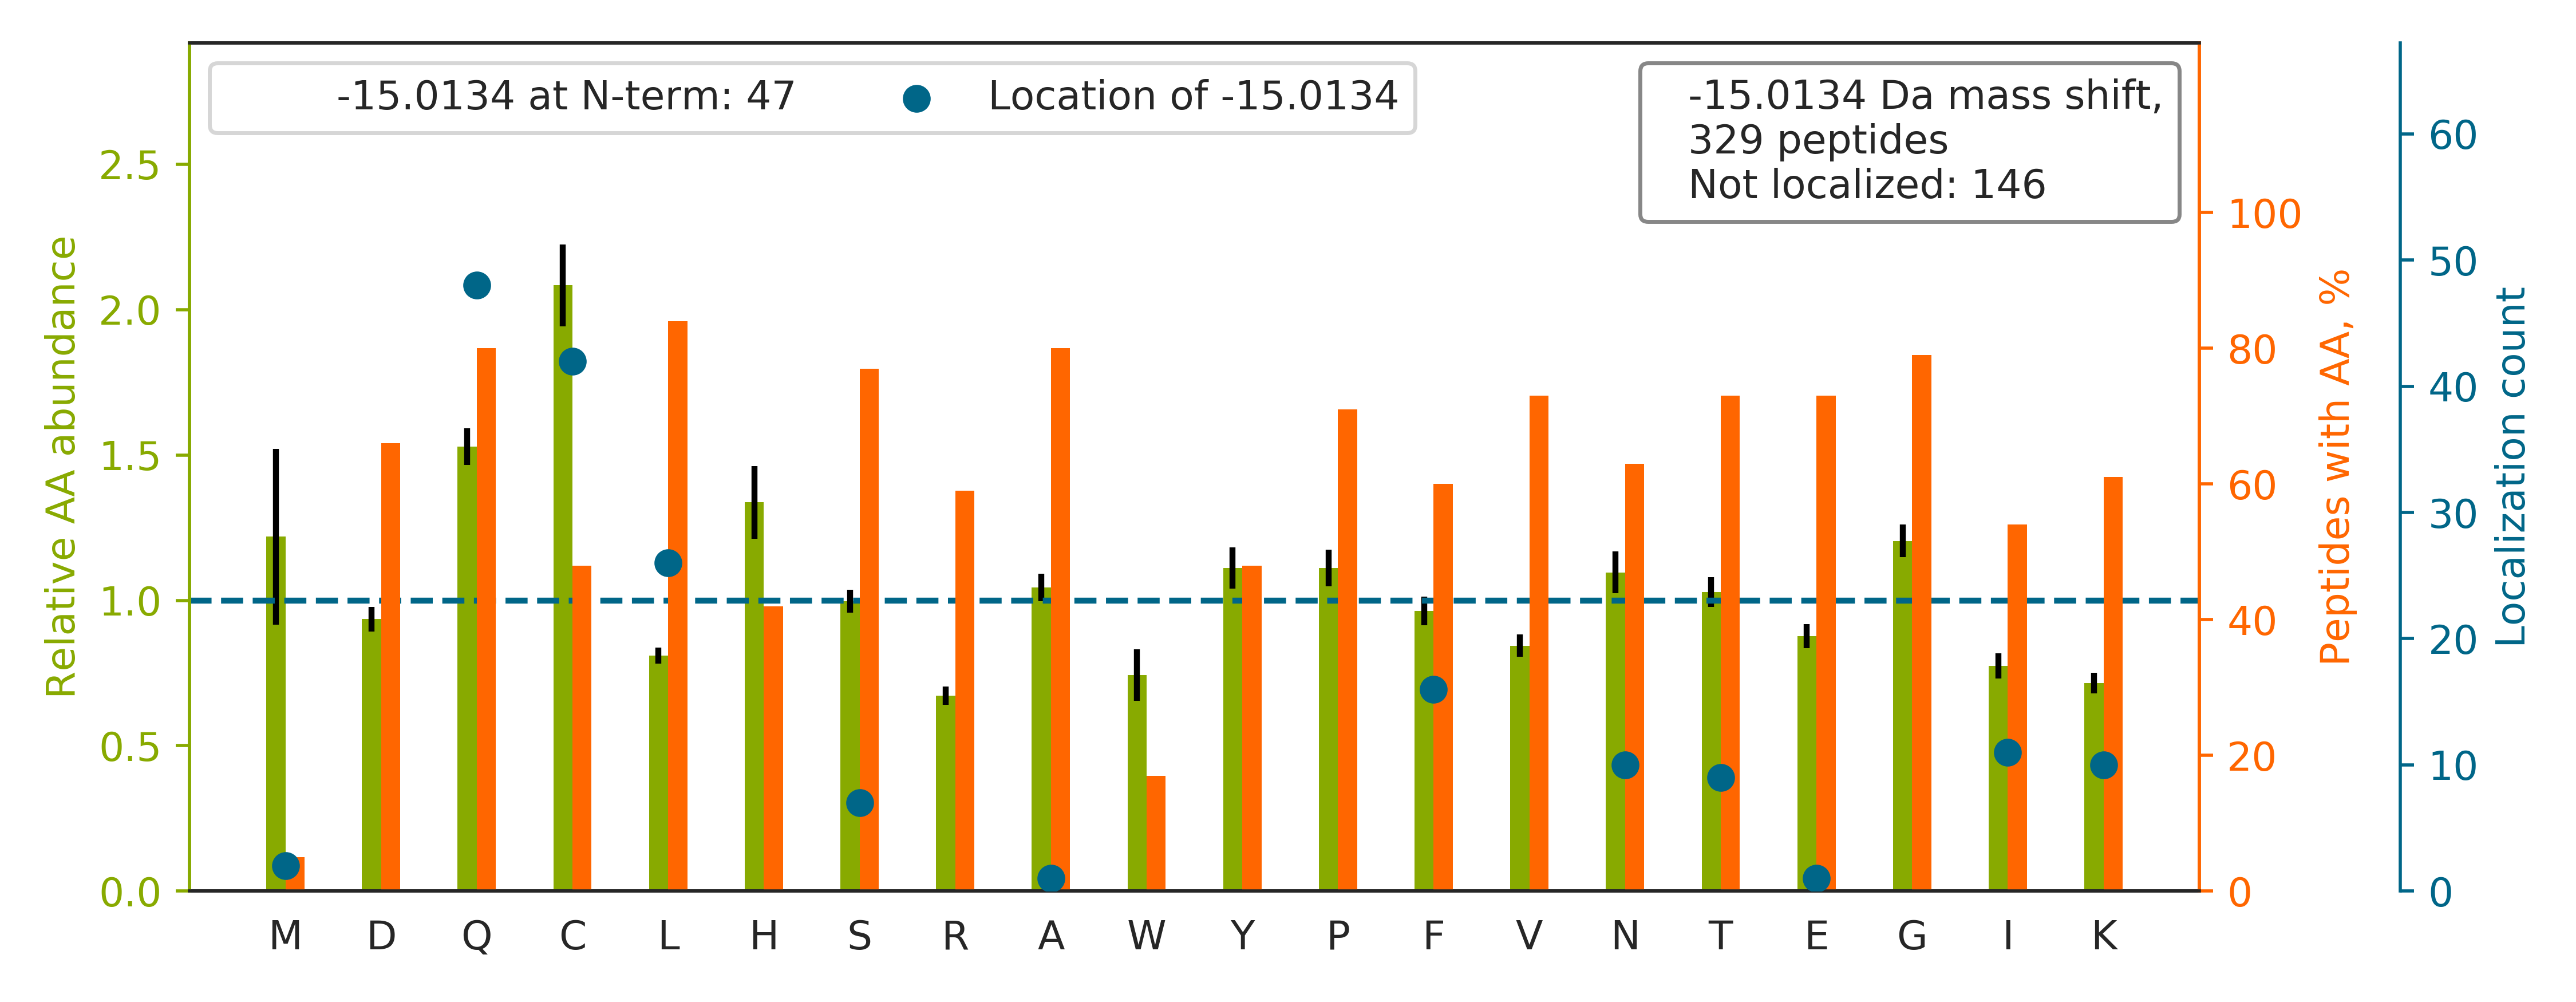 -15.0134 at N-term: 47
Location of -15.0134
-15.0134 Da mass shift,
329 peptides
Not localized: 146
Relative AA abundance
2.5
2.0
1.5
1.0
0.5
0.0
100
80
60
40
20
0
Peptides with AA, %
60
50
40
30
20
10
0
Localization count
M D Q C L H S R A W Y P F V N T E G I K